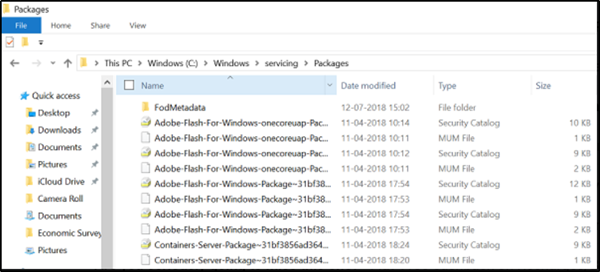 Packages
File Home Share View
This PC > Windows (C:) > Windows > servicing > Packages
Name Date modified Type Size
Quick access
Desktop
Downloads
Documents
Pictures
iCloud Drive
Camera Roll
Documents
Economic Survey
Pictures
FodMetadata 12-07-2018 15:02 File folder
Adobe-Flash-For-Windows-onecoreuap-Pac... 11-04-2018 10:14 Security Catalog 10 KB
Adobe-Flash-For-Windows-onecoreuap-Pac... 11-04-2018 10:11 MUM File 1 KB
Adobe-Flash-For-Windows-onecoreuap-Pac... 11-04-2018 10:12 Security Catalog 9 KB
Adobe-Flash-For-Windows-onecoreuap-Pac... 11-04-2018 10:11 MUM File 2 KB
Adobe-Flash-For-Windows-Package~31bf38... 11-04-2018 17:54 Security Catalog 12 KB
Adobe-Flash-For-Windows-Package~31bf38... 11-04-2018 17:53 MUM File 1 KB
Adobe-Flash-For-Windows-Package~31bf38... 11-04-2018 17:54 Security Catalog 9 KB
Adobe-Flash-For-Windows-Package~31bf38... 11-04-2018 17:53 MUM File 2 KB
Containers-Server-Package~31bf3856ad364... 11-04-2018 18:24 Security Catalog 9 KB
Containers-Server-Package~31bf3856ad364... 11-04-2018 18:20 MUM File 1 KB